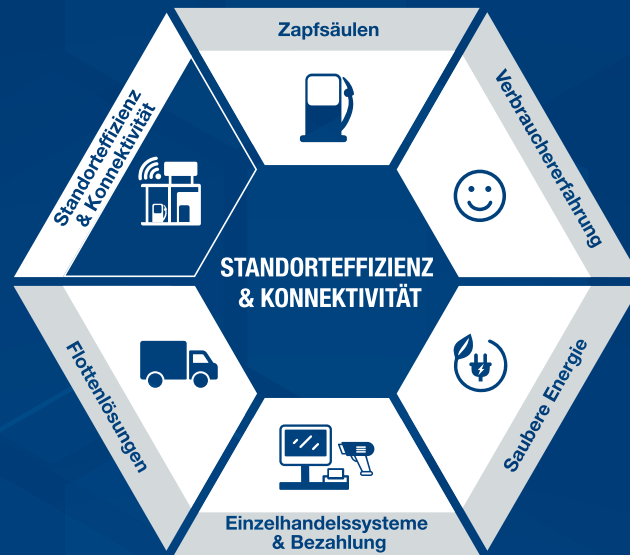 Zapfsäulen
Standorteffizienz
& Konnektivität
Verbrauchererfahrung
STANDORTEFFIZIENZ
& KONNEKTIVITÄT
Flottenlösungen
Saubere Energie
Einzelhandelssysteme
& Bezahlung